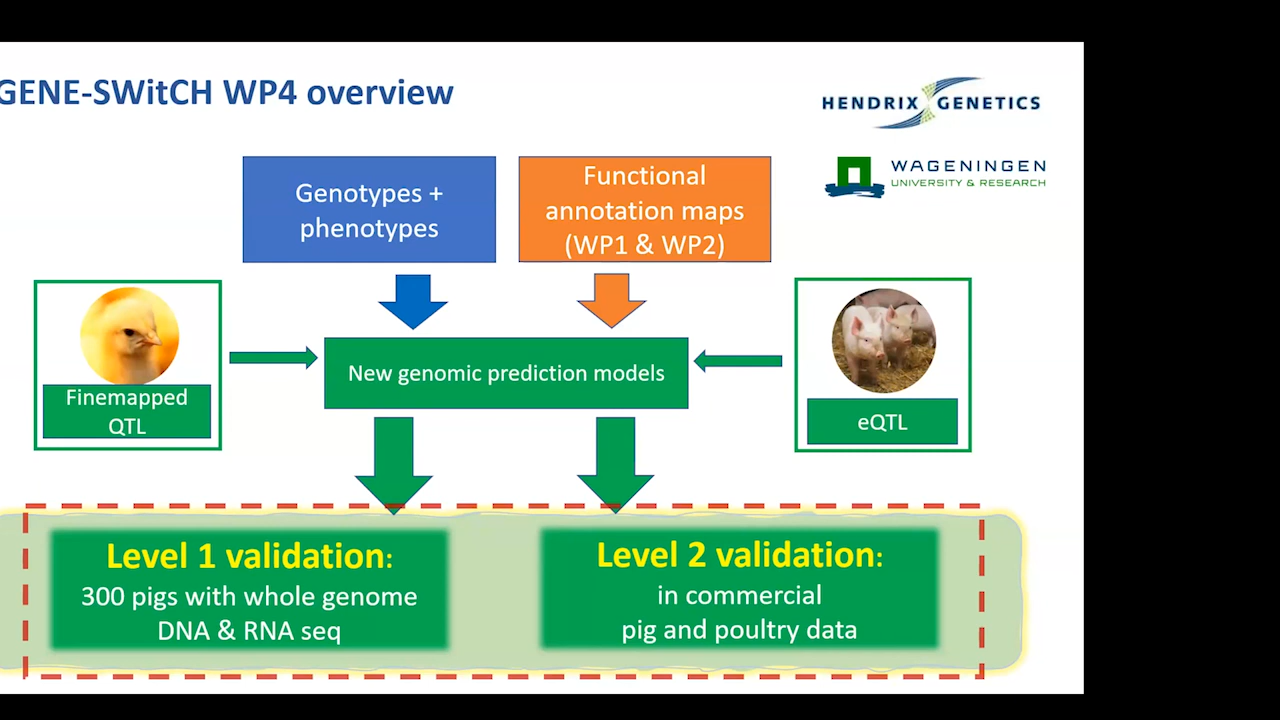 GENE-SWitCH WP4 overview
HENDRIX GENETICS
WAGENINGEN
UNIVERSITY & RESEARCH
Genotypes +
phenotypes
Functional
annotation maps
(WP1 & WP2)
Finemapped
QTL
New genomic prediction models
eQTL
Level 1 validation:
300 pigs with whole genome
DNA & RNA seq
Level 2 validation:
in commercial
pig and poultry data